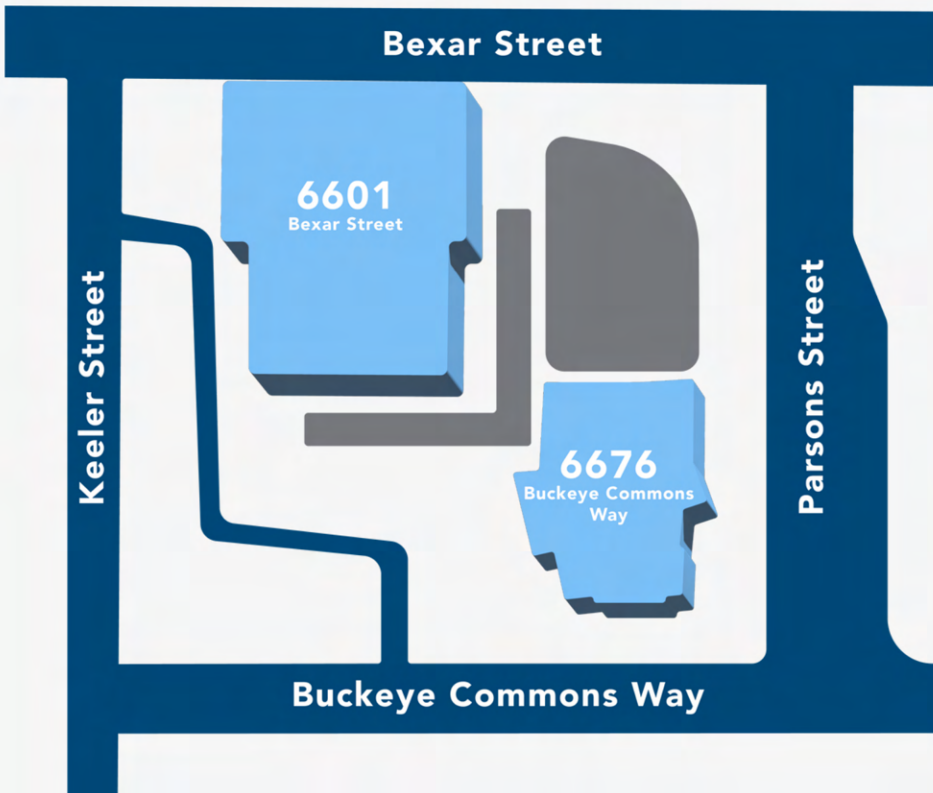 Bexar Street
6601
Bexar Street
Keeler Street
Parsons Street
6676
Buckeye Commons
Way
Buckeye Commons Way